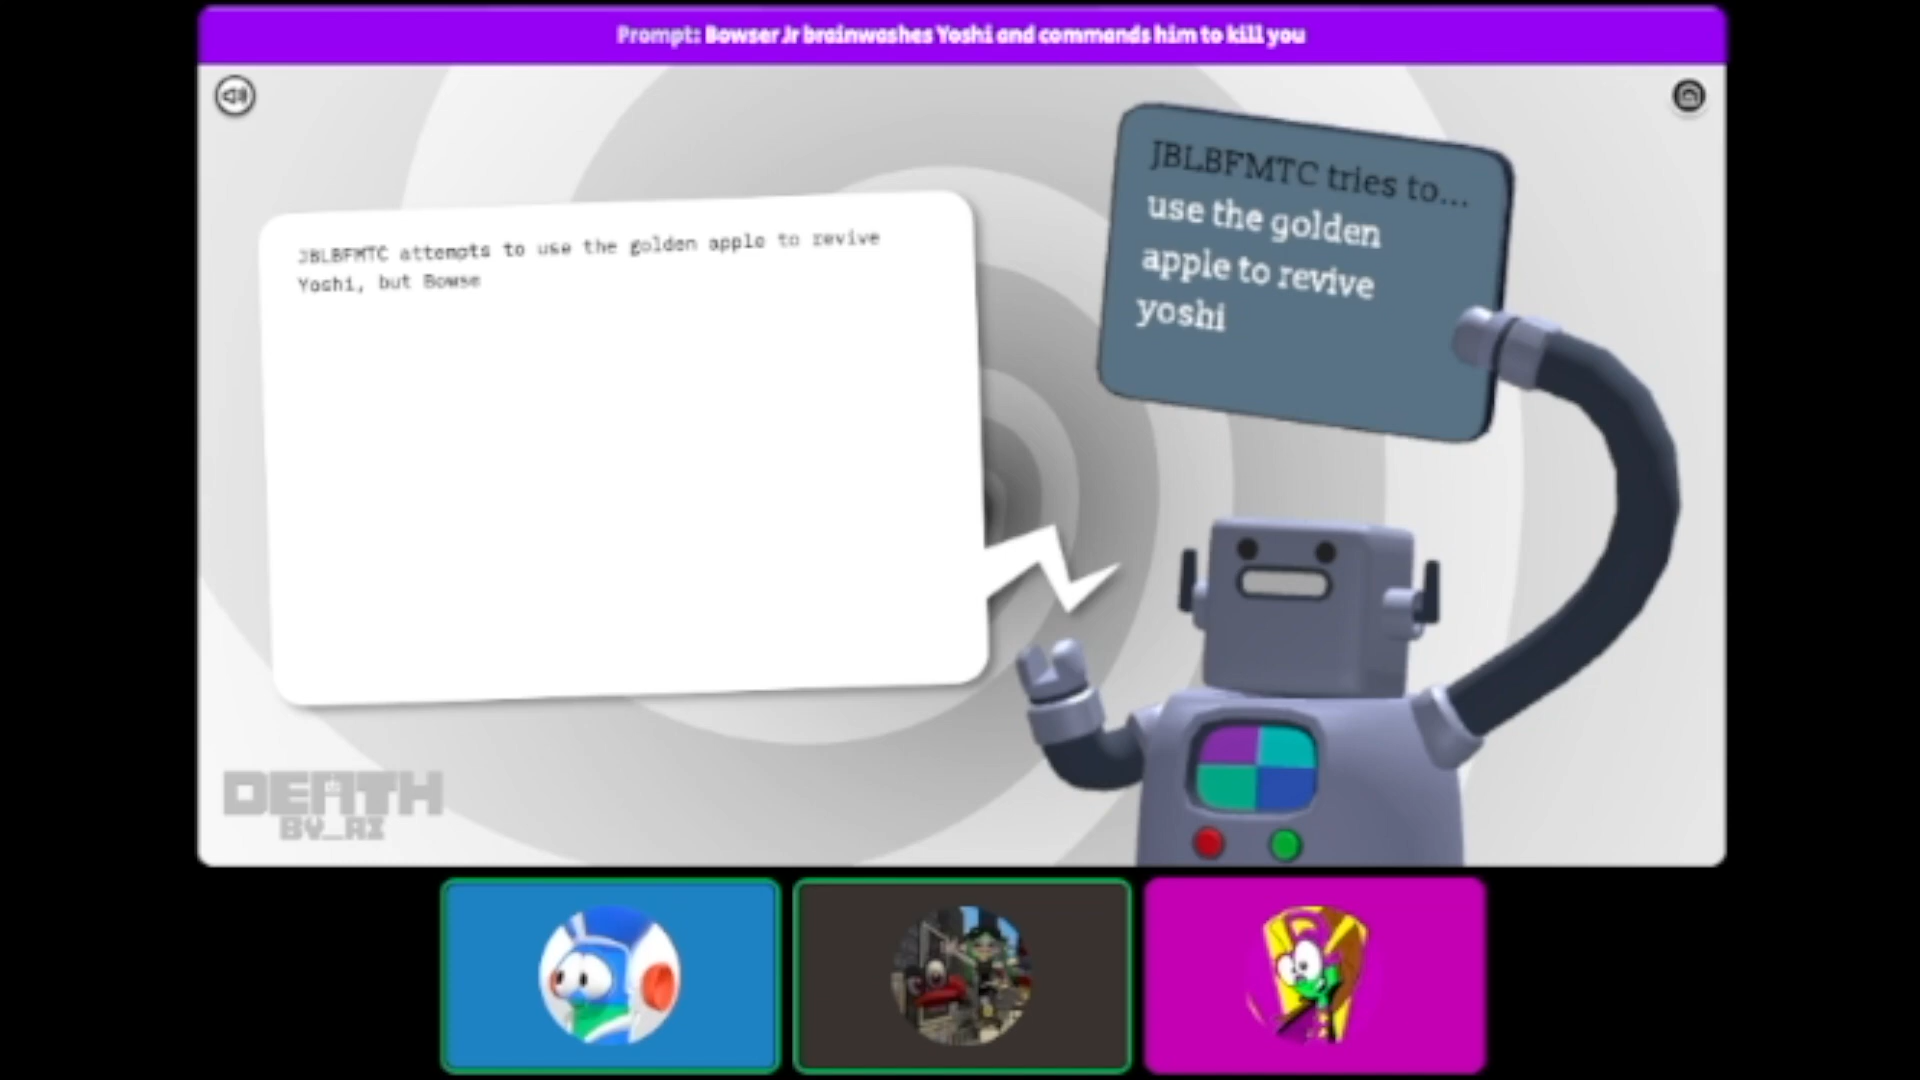 Prompt: Bowser Jr brainwashes Yoshi and commands him to kill you
JBLBFMTC tries to...
use the golden
apple to revive
yoshi
JBLBFMTC attempts to use the golden apple to revive
Yoshi, but Bowse
DEATH
BY_AI